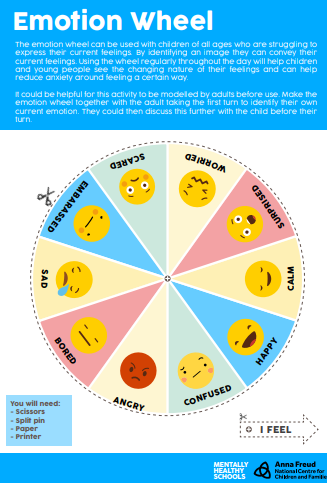 Emotion Wheel
The emotion wheel can be used with children of all ages who are struggling to
express their current feelings. By identifying an image they can convey their
current feelings. Using the wheel regularly throughout the day will help children
and young people see the changing nature of their feelings and can help
reduce anxiety around feeling a certain way.
It could be helpful for this activity to be modelled by adults before use. Make the
emotion wheel together with the adult taking the first turn to identify their own
current emotion. They could then discuss this further with the child before their
turn.
SCARED
WORRIED
SURPRISED
CALM
HAPPY
CONFUSED
ANGRY
BORED
SAD
EMBARASSED
You will need:
- Scissors
- Split pin
- Paper
- Printer
I FEEL
MENTALLY
HEALTHY
SCHOOLS
Anna Freud
National Centre for
Children and Families